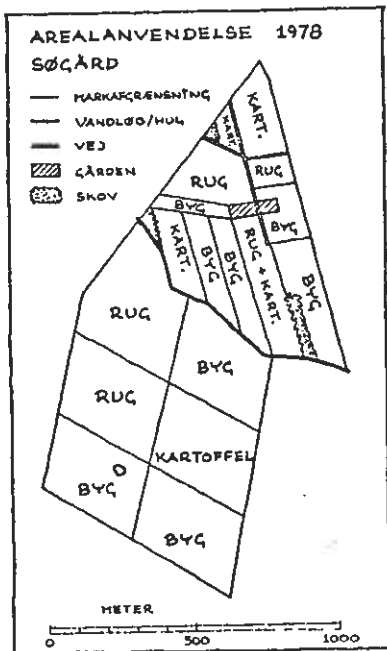 AREALANVENDELSE 1978
SØGÅRD
MARKAFGRÆNSNING
VANDLØB/HUL
VEJ
GÅRDEN
SKOV
KART.
KART.
RUG
RUG
BYG
BYG
KART.
BYG
BYG
RUG + KART.
BYG
RUG
BYG
RUG
KARTOFFEL
BYG
BYG
METER
0 500 1000